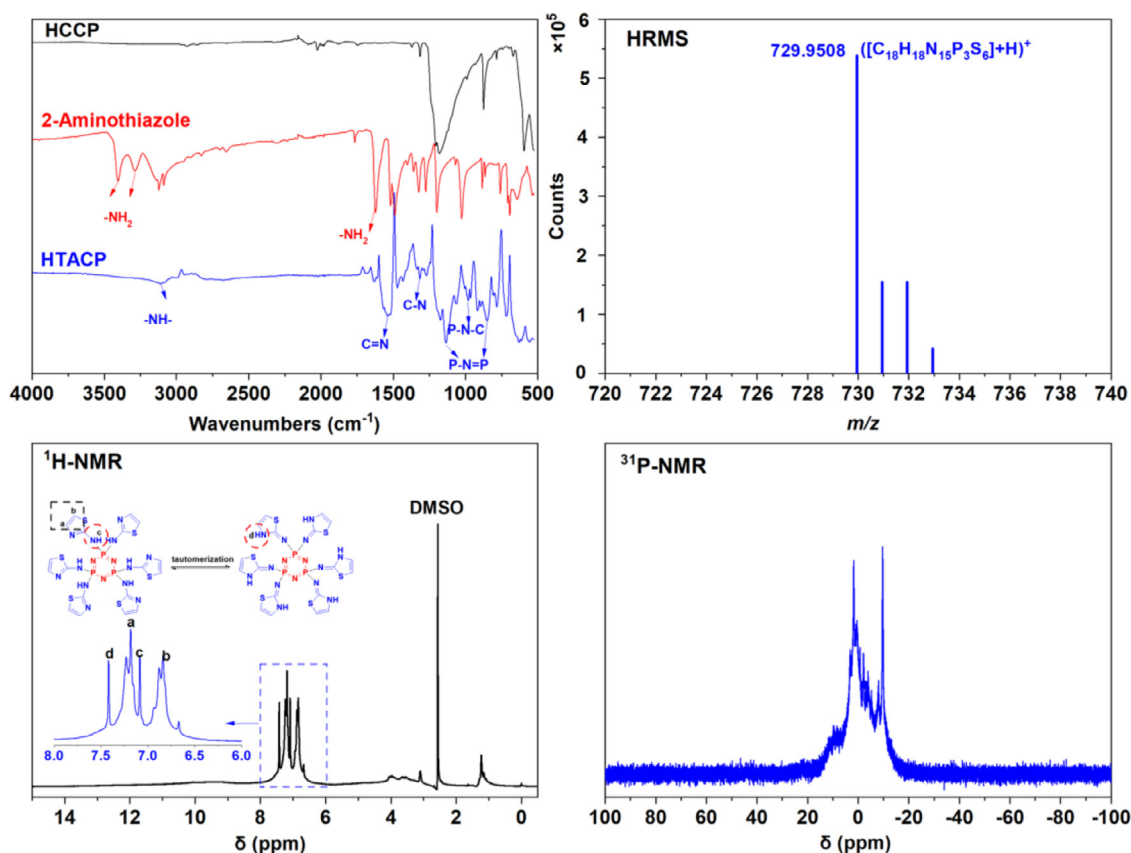 HCCP
2-Aminothiazole
-NH₂
-NH₂
HTACP
-NH-
C=N
C-N
P-N-C
P-N=P
4000 3500 3000 2500 2000 1500 1000 500
Wavenumbers (cm⁻¹)
×10⁵
HRMS
729.9508 ([C₁₈H₁₈N₁₅P₃S₆]+H)⁺
6
5
4
3
2
1
0
Counts
720 722 724 726 728 730 732 734 736 738 740
m/z
¹H-NMR
DMSO
tautomerization
a
b
c
d
d
a
c
b
8.0 7.5 7.0 6.5 6.0
14 12 10 8 6 4 2 0
δ (ppm)
³¹P-NMR
100 80 60 40 20 0 -20 -40 -60 -80 -100
δ (ppm)